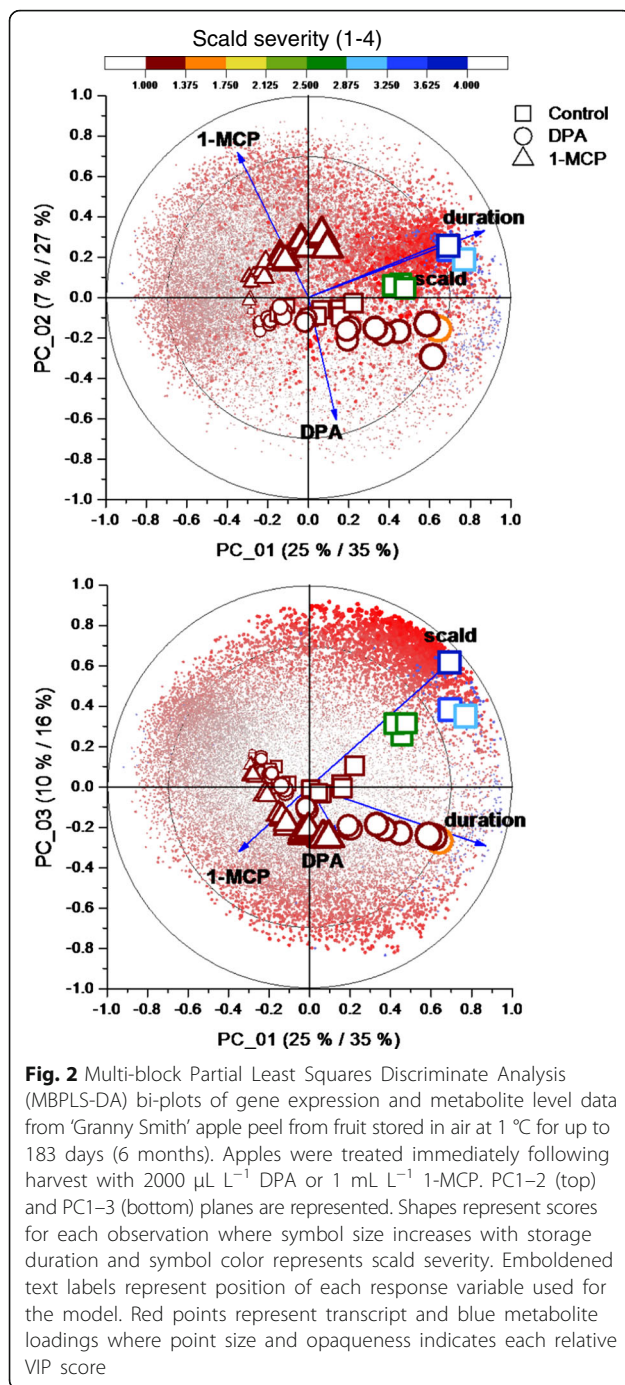 Scald severity (1-4)
1.000 1.375 1.750 2.125 2.500 2.875 3.250 3.625 4.000
Control
DPA
1-MCP
1.0
0.8
0.6
0.4
0.2
0.0
-0.2
-0.4
-0.6
-0.8
-1.0
PC_02 (7 % / 27 %)
1-MCP
duration
scald
DPA
-1.0 -0.8 -0.6 -0.4 -0.2 0.0 0.2 0.4 0.6 0.8 1.0
PC_01 (25 % / 35 %)
1.0
0.8
0.6
0.4
0.2
0.0
-0.2
-0.4
-0.6
-0.8
-1.0
PC_03 (10 % / 16 %)
scald
duration
1-MCP
DPA
-1.0 -0.8 -0.6 -0.4 -0.2 0.0 0.2 0.4 0.6 0.8 1.0
PC_01 (25 % / 35 %)
Fig. 2 Multi-block Partial Least Squares Discriminate Analysis
(MBPLS-DA) bi-plots of gene expression and metabolite level data
from ‘Granny Smith’ apple peel from fruit stored in air at 1 °C for up to
183 days (6 months). Apples were treated immediately following
harvest with 2000 μL L−1 DPA or 1 mL L−1 1-MCP. PC1–2 (top)
and PC1–3 (bottom) planes are represented. Shapes represent scores
for each observation where symbol size increases with storage
duration and symbol color represents scald severity. Emboldened
text labels represent position of each response variable used for
the model. Red points represent transcript and blue metabolite
loadings where point size and opaqueness indicates each relative
VIP score